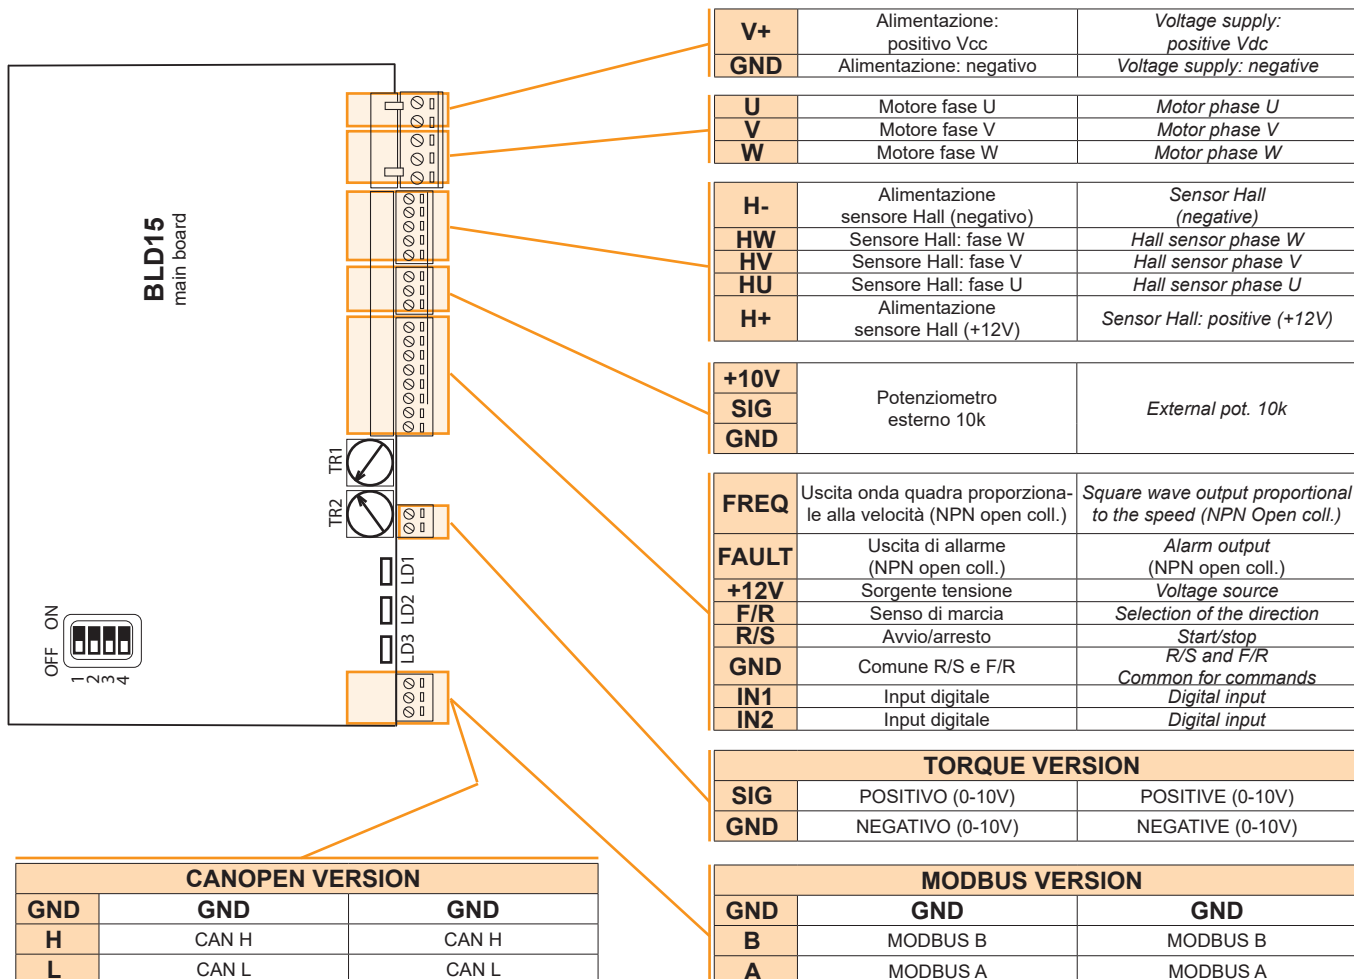 V+ Alimentazione: Voltage supply:
positivo Vcc positive Vdc
GND Alimentazione: negativo Voltage supply: negative
U Motore fase U Motor phase U
V Motore fase V Motor phase V
W Motore fase W Motor phase W
H- Alimentazione Sensor Hall
sensore Hall (negativo) (negative)
HW Sensore Hall: fase W Hall sensor phase W
HV Sensore Hall: fase V Hall sensor phase V
HU Sensore Hall: fase U Hall sensor phase U
H+ Alimentazione Sensor Hall: positive (+12V)
sensore Hall (+12V)
+10V
SIG Potenziometro External pot. 10k
esterno 10k
GND
FREQ Uscita onda quadra proporziona- Square wave output proportional
le alla velocità (NPN open coll.) to the speed (NPN Open coll.)
FAULT Uscita di allarme Alarm output
(NPN open coll.) (NPN open coll.)
+12V Sorgente tensione Voltage source
F/R Senso di marcia Selection of the direction
R/S Avvio/arresto Start/stop
GND Comune R/S e F/R R/S and F/R
Common for commands
IN1 Input digitale Digital input
IN2 Input digitale Digital input
TORQUE VERSION
SIG POSITIVO (0-10V) POSITIVE (0-10V)
GND NEGATIVO (0-10V) NEGATIVE (0-10V)
MODBUS VERSION
GND GND GND
B MODBUS B MODBUS B
A MODBUS A MODBUS A
BLD15
main board
TR1
TR2
LD1
LD2
LD3
OFF ON
1
2
3
4
CANOPEN VERSION
GND GND GND
H CAN H CAN H
L CAN L CAN L